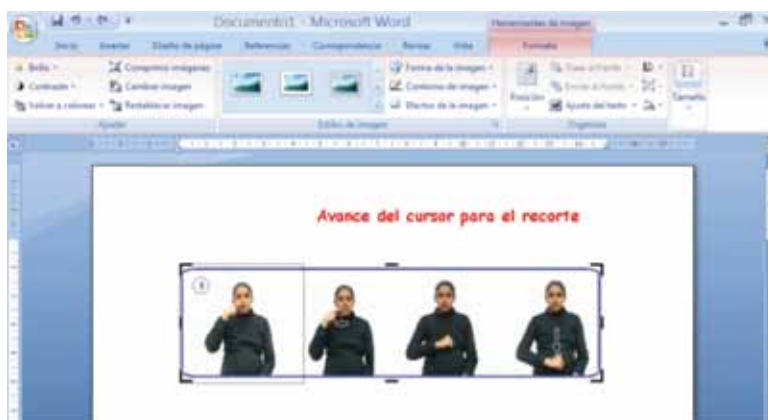 Documento1 - Microsoft Word
Herramientas de imagen
Inicio Insertar Diseño de página Referencias Correspondencia Revisar Vista Formato
Brillo
Comprimir imágenes
Forma de la imagen
Traer al frente
Contraste
Cambiar imagen
Contorno de imagen
Posición
Enviar al fondo
Tamaño
Volver a colorear
Restablecer imagen
Efectos de la imagen
Ajuste del texto
Ajustar
Estilos de imagen
Organizar
Avance del cursor para el recorte